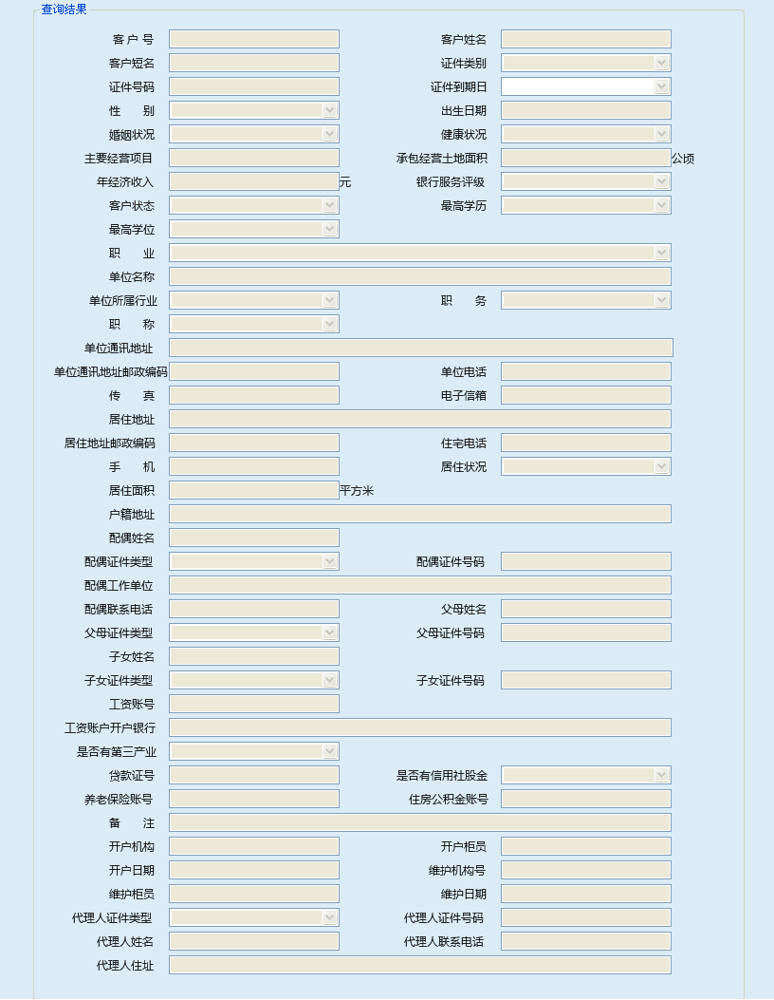 查询结果
客 户 号 客户姓名
客户短名 证件类别
证件号码 证件到期日
性 别 出生日期
婚姻状况 健康状况
主要经营项目 承包经营土地面积 公顷
年经济收入 元 银行服务评级
客户状态 最高学历
最高学位
职 业
单位名称
单位所属行业 职 务
职 称
单位通讯地址
单位通讯地址邮政编码 单位电话
传 真 电子信箱
居住地址
居住地址邮政编码 住宅电话
手 机 居住状况
居住面积 平方米
户籍地址
配偶姓名
配偶证件类型 配偶证件号码
配偶工作单位
配偶联系电话 父母姓名
父母证件类型 父母证件号码
子女姓名
子女证件类型 子女证件号码
工资账号
工资账户开户银行
是否有第三产业
贷款证号 是否有信用社股金
养老保险账号 住房公积金账号
备 注
开户机构 开户柜员
开户日期 维护机构号
维护柜员 维护日期
代理人证件类型 代理人证件号码
代理人姓名 代理人联系电话
代理人住址